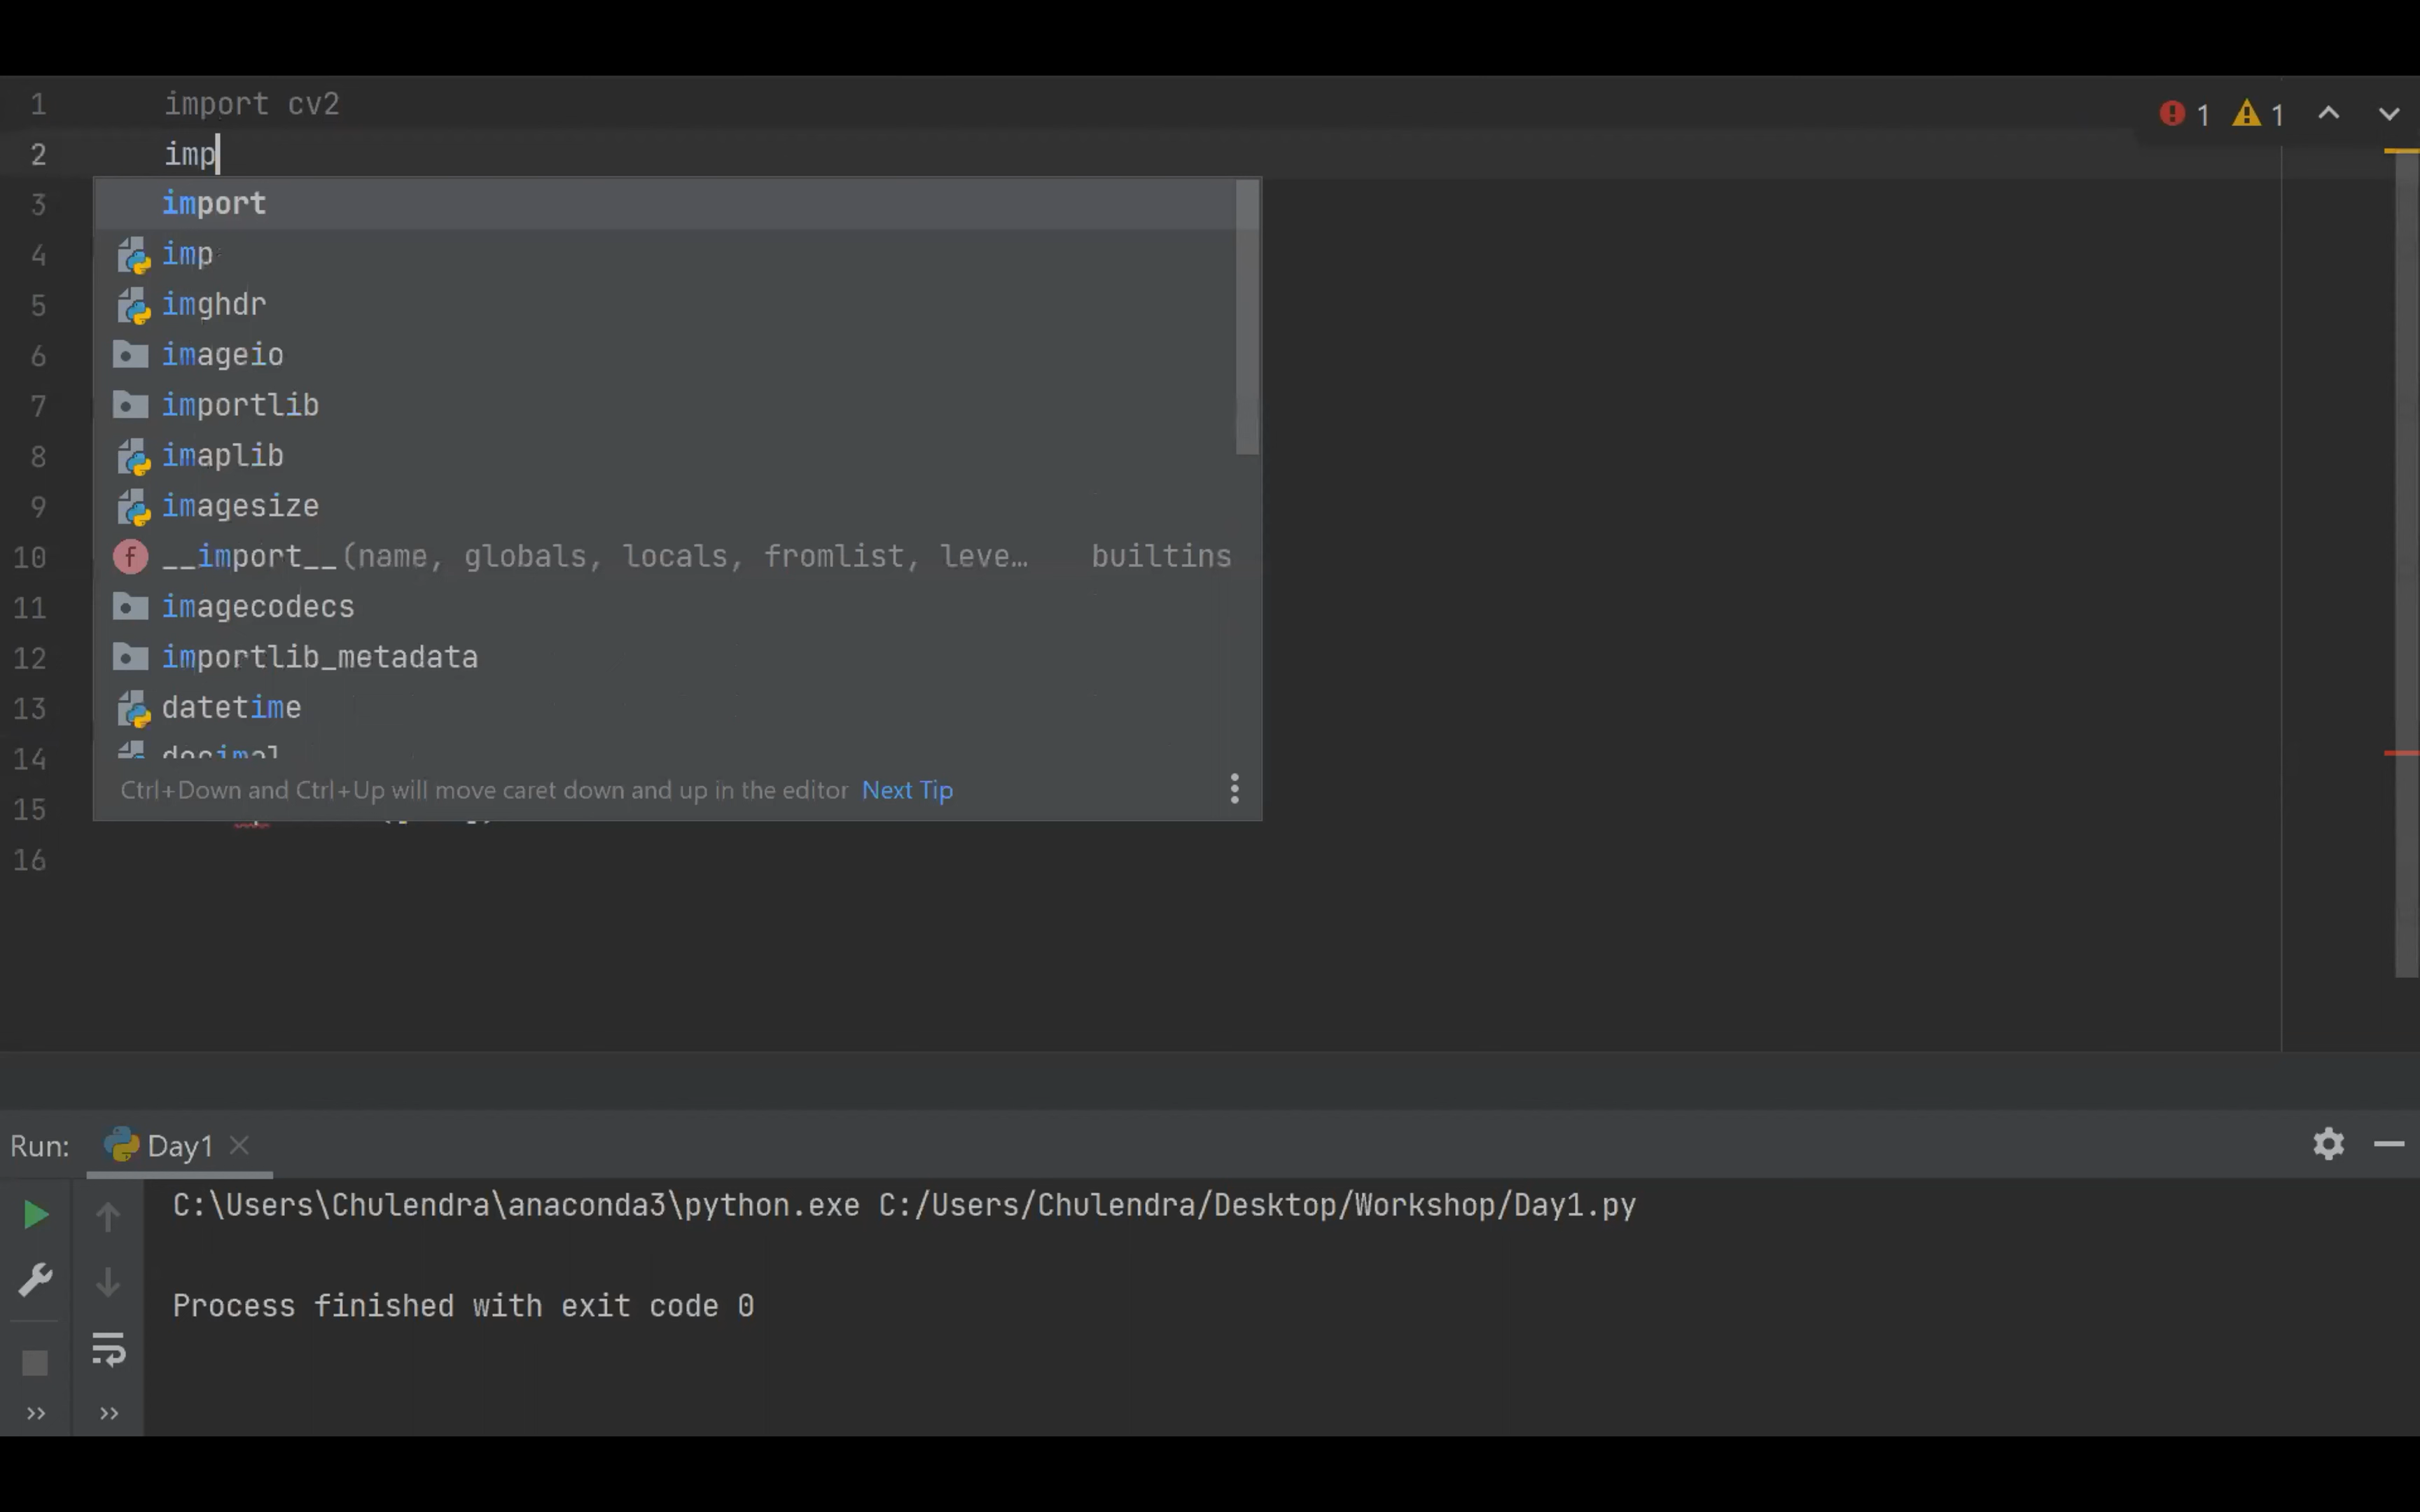 1 import cv2
1 1
2 imp
3 import
4 imp
5 imghdr
6 imageio
7 importlib
8 imaplib
9 imagesize
10 __import__(name, globals, locals, fromlist, leve… builtins
11 imagecodecs
12 importlib_metadata
13 datetime
14 decimal
Ctrl+Down and Ctrl+Up will move caret down and up in the editor Next Tip
15
16
Run: Day1
C:\Users\Chulendra\anaconda3\python.exe C:/Users/Chulendra/Desktop/Workshop/Day1.py
Process finished with exit code 0